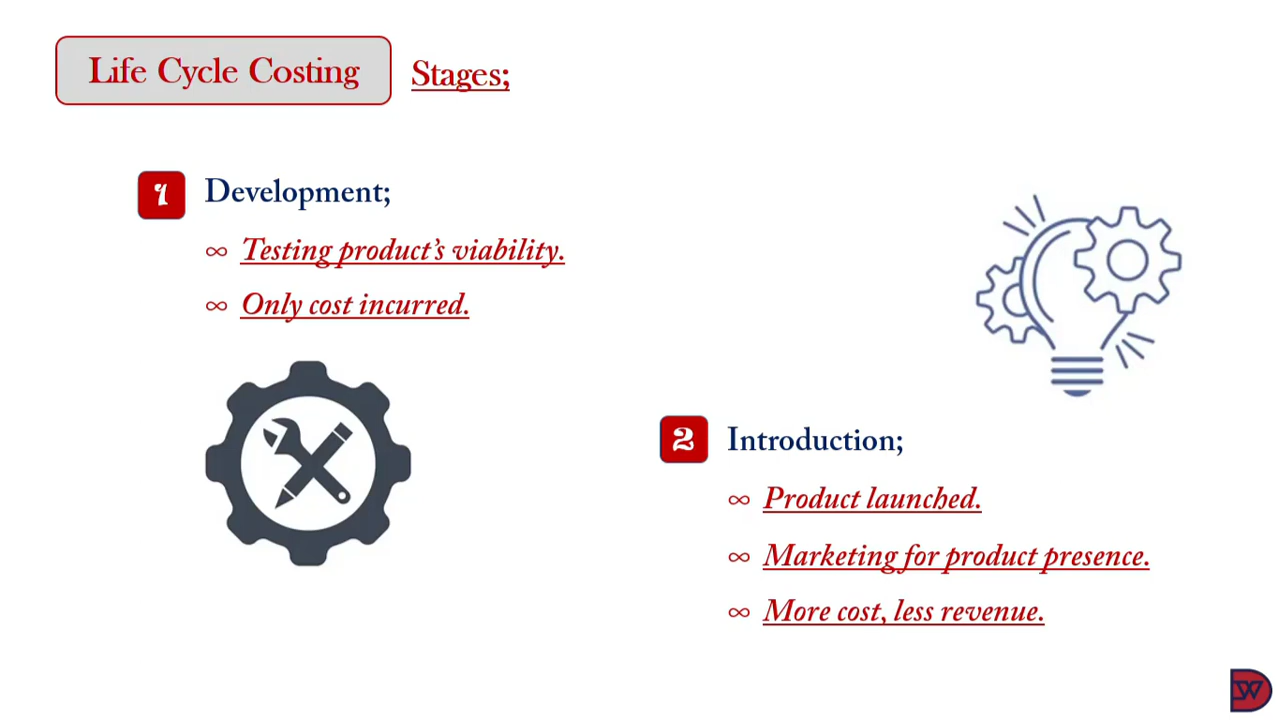 Life Cycle Costing
Stages;
1 Development;
∞ Testing product's viability.
∞ Only cost incurred.
2 Introduction;
∞ Product launched.
∞ Marketing for product presence.
∞ More cost, less revenue.
DW